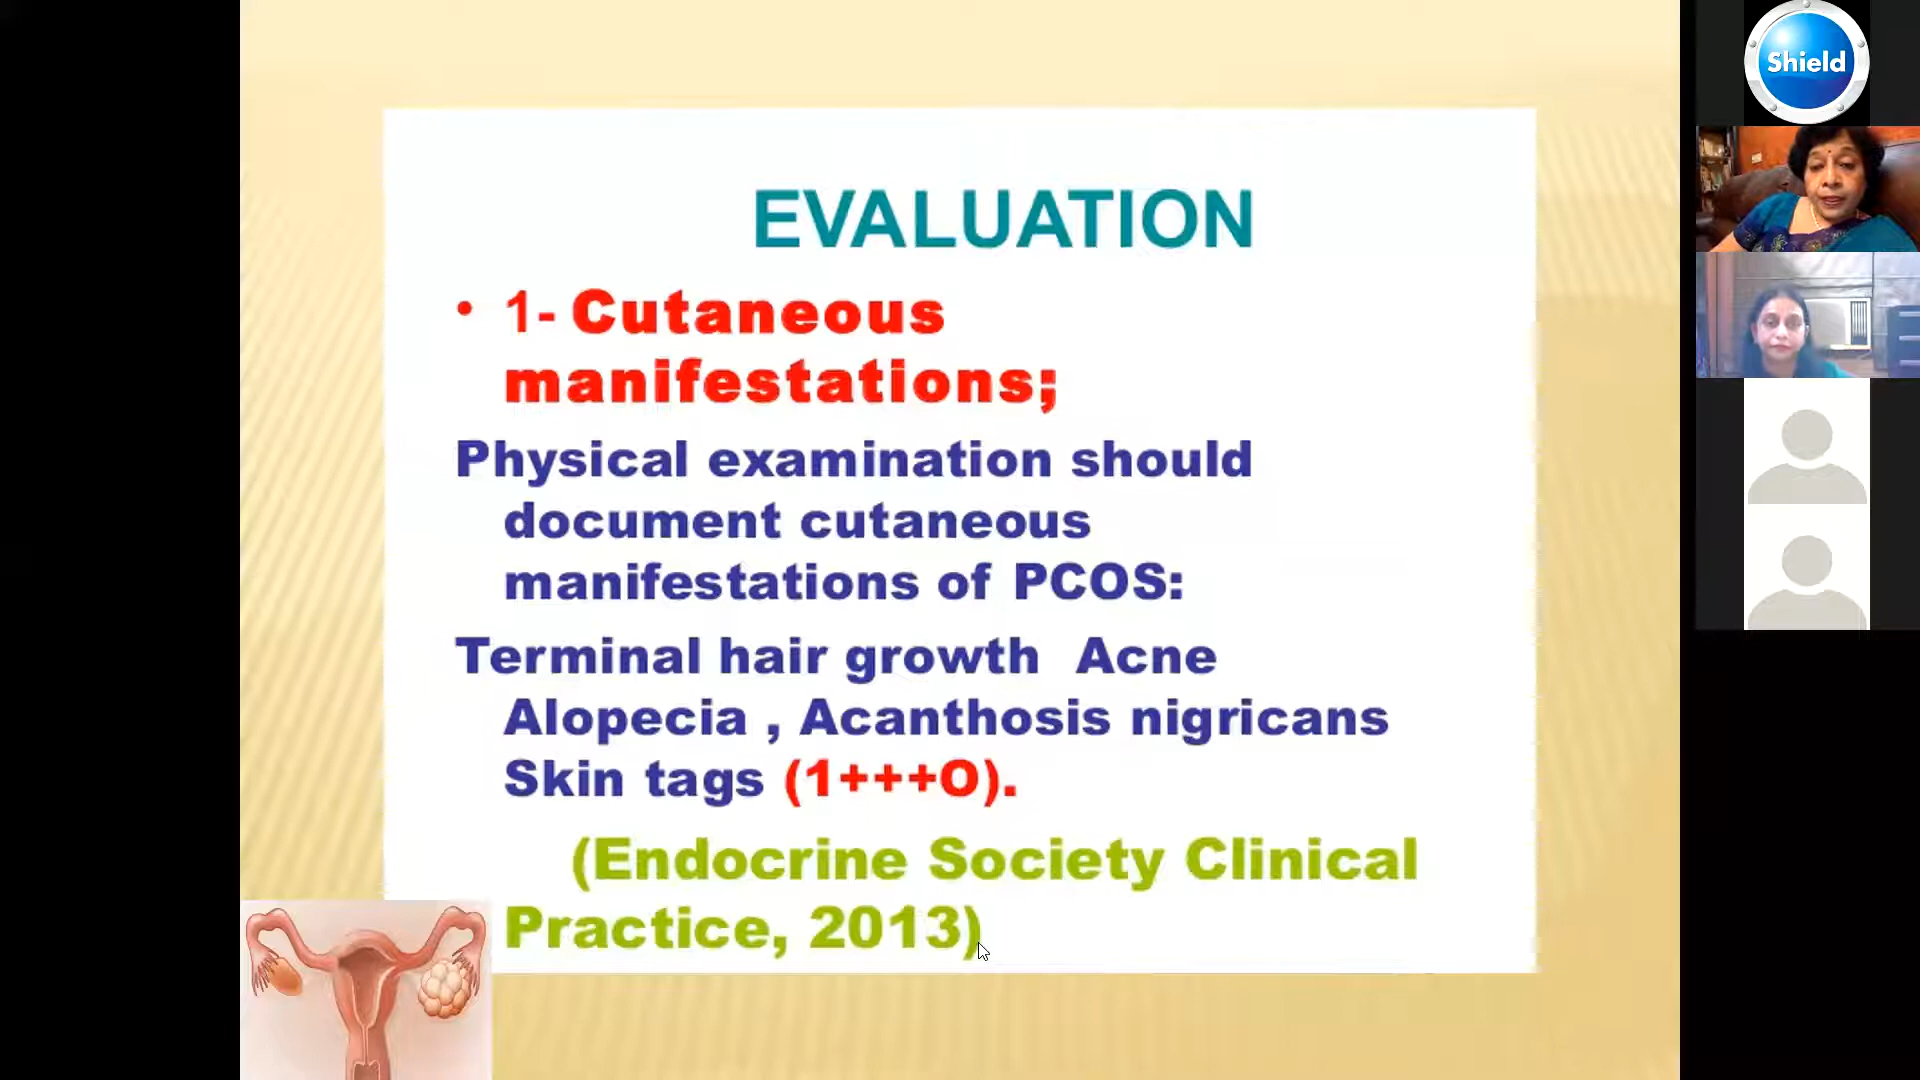 EVALUATION
• 1- Cutaneous
manifestations;
Physical examination should
document cutaneous
manifestations of PCOS:
Terminal hair growth Acne
Alopecia , Acanthosis nigricans
Skin tags (1+++O).
(Endocrine Society Clinical
Practice, 2013)
Shield